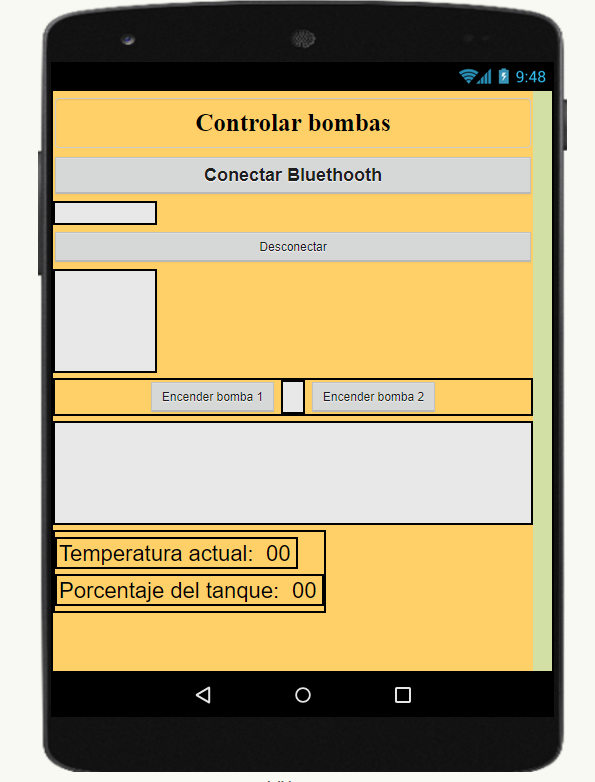 9:48
Controlar bombas
Conectar Bluethooth
Desconectar
Encender bomba 1 Encender bomba 2
Temperatura actual: 00
Porcentaje del tanque: 00